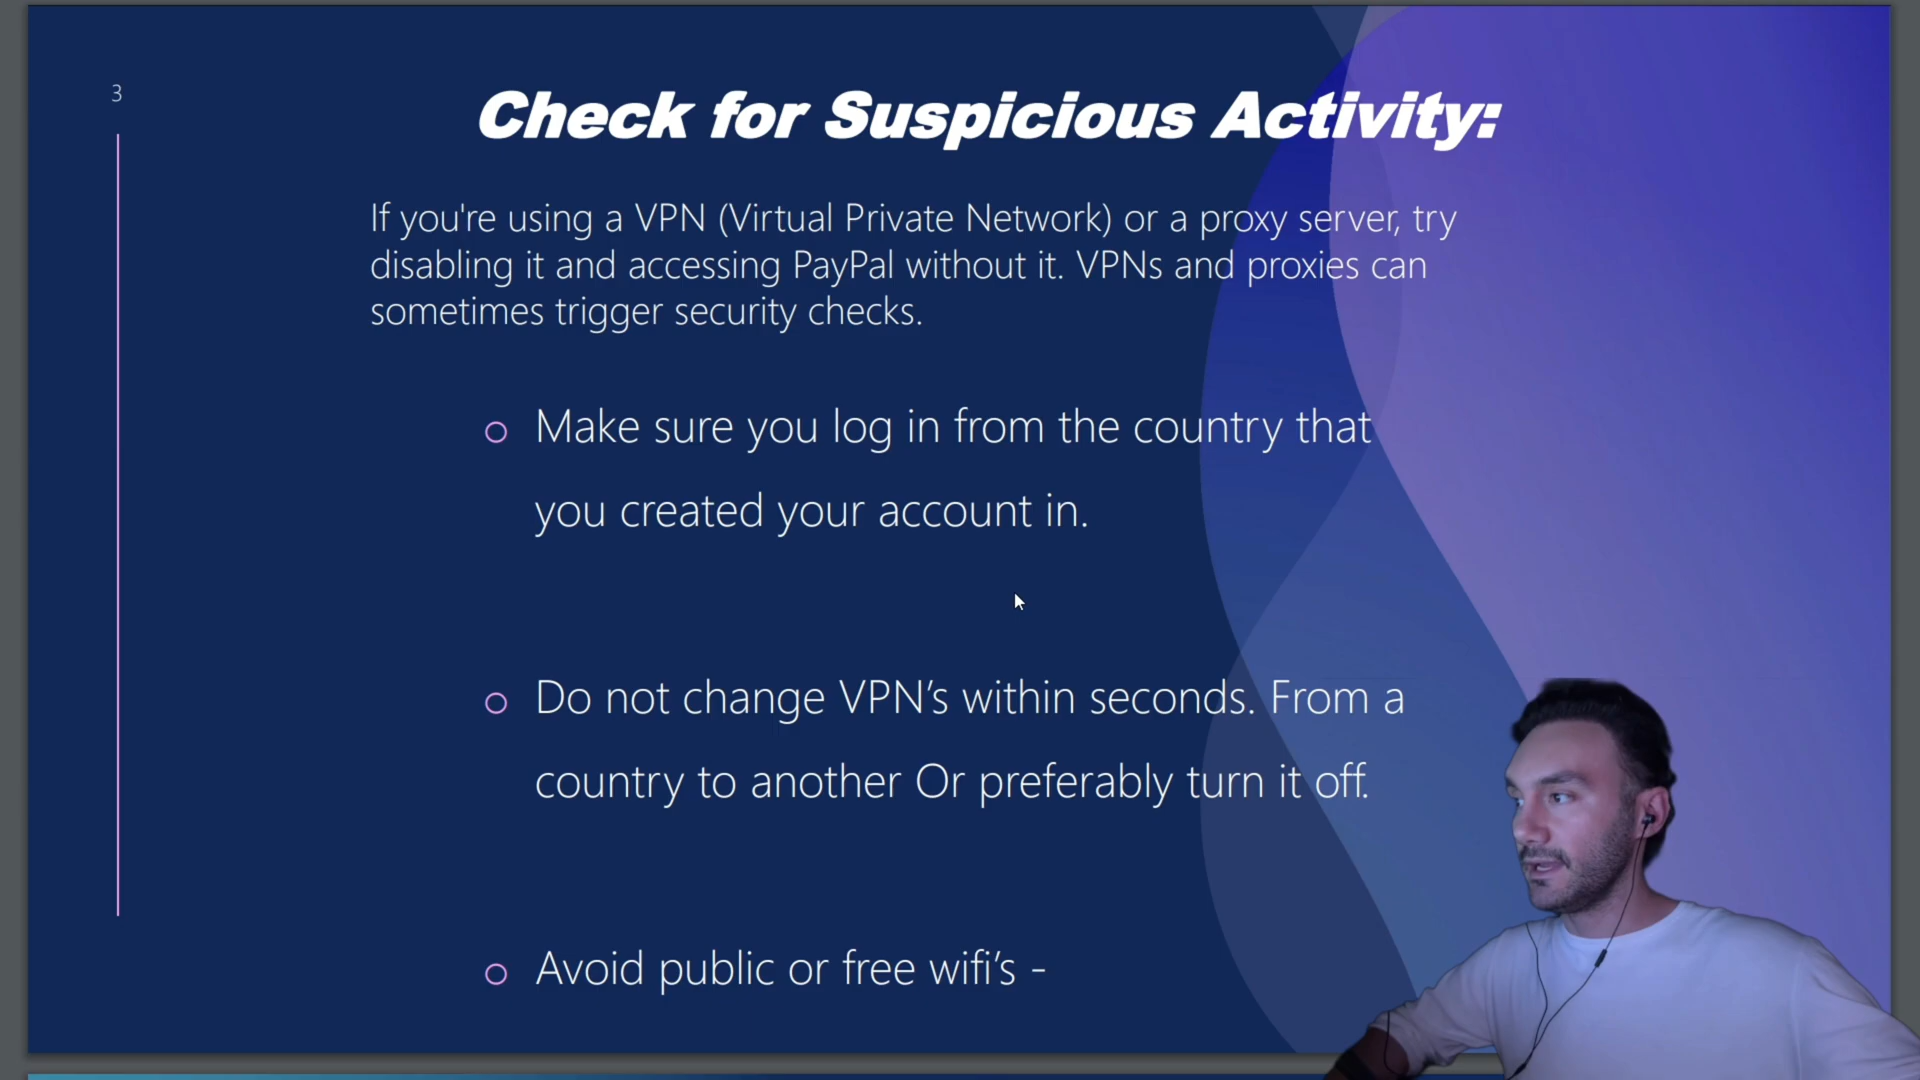 3
Check for Suspicious Activity:
If you're using a VPN (Virtual Private Network) or a proxy server, try
disabling it and accessing PayPal without it. VPNs and proxies can
sometimes trigger security checks.
Make sure you log in from the country that
you created your account in.
Do not change VPN’s within seconds. From a
country to another Or preferably turn it off.
Avoid public or free wifi’s -